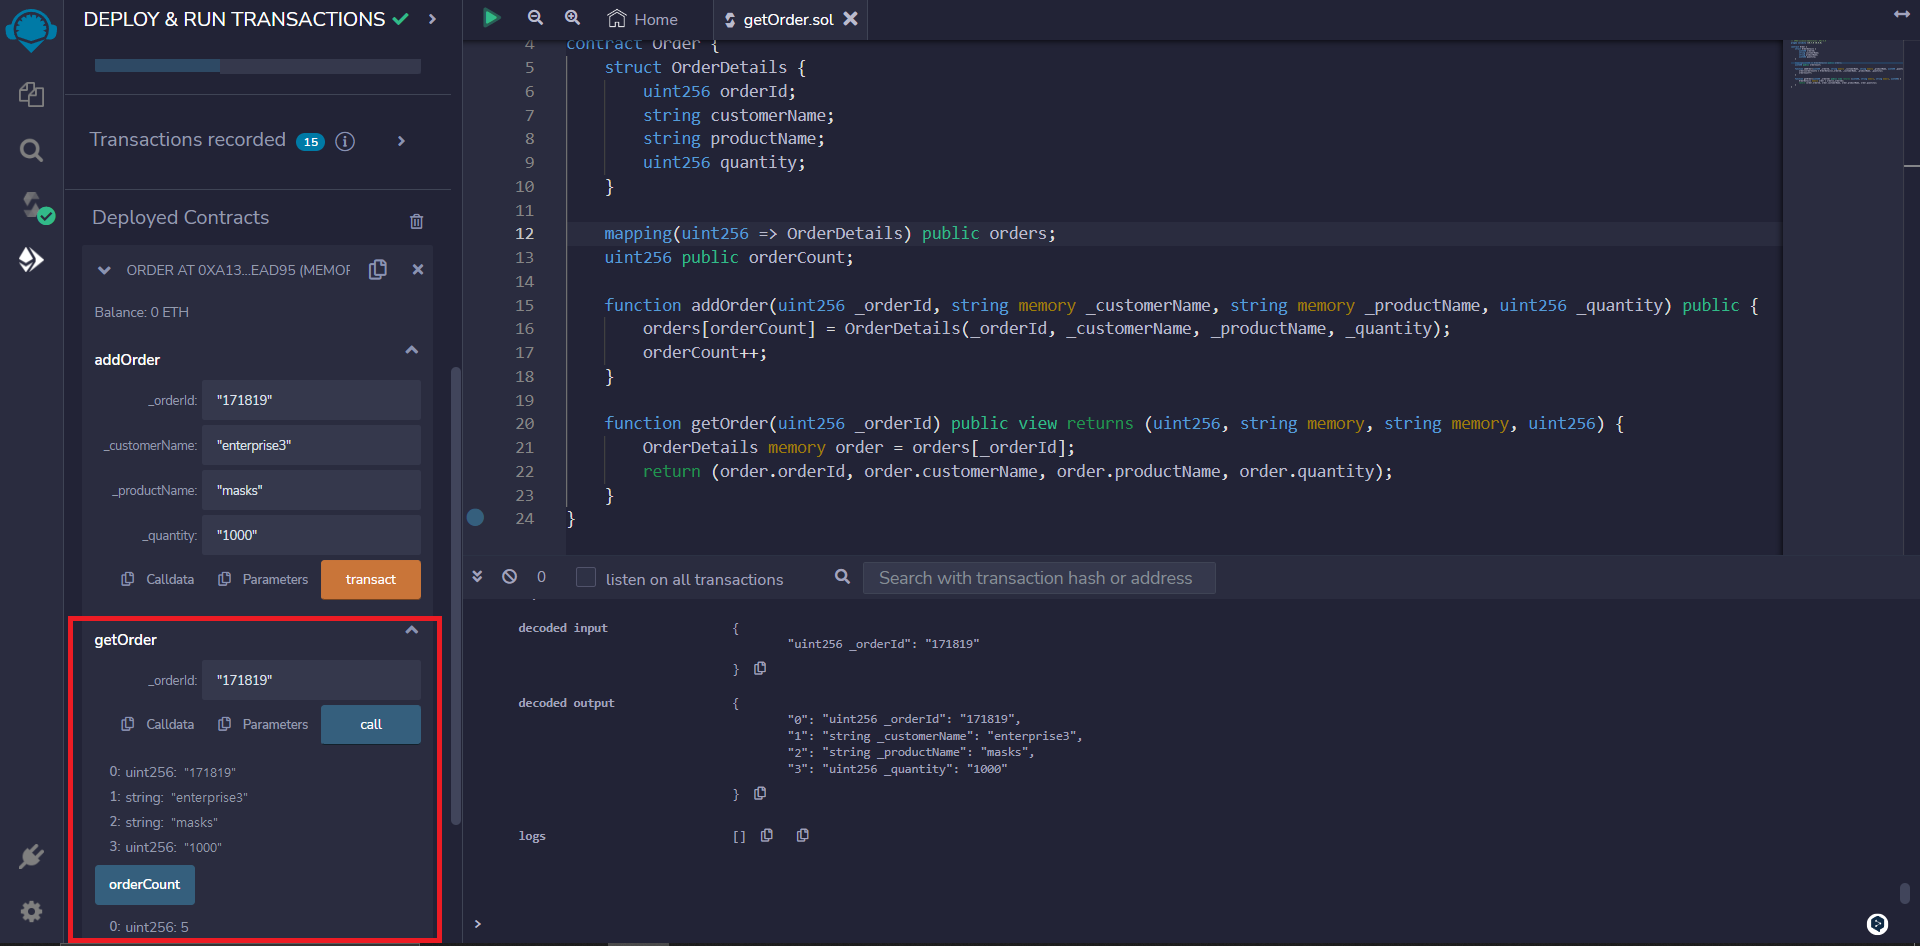 DEPLOY & RUN TRANSACTIONS
Transactions recorded 15
Deployed Contracts
ORDER AT 0XA13...EAD95 (MEMOR
Balance: 0 ETH
addOrder
_orderId: "171819"
_customerName: "enterprise3"
_productName: "masks"
_quantity: "1000"
Calldata Parameters transact
getOrder
_orderId: "171819"
Calldata Parameters call
0: uint256: "171819"
1: string: "enterprise3"
2: string: "masks"
3: uint256: "1000"
orderCount
0: uint256: 5
Home getOrder.sol
4 contract Order {
5 struct OrderDetails {
6 uint256 orderId;
7 string customerName;
8 string productName;
9 uint256 quantity;
10 }
11
12 mapping(uint256 => OrderDetails) public orders;
13 uint256 public orderCount;
14
15 function addOrder(uint256 _orderId, string memory _customerName, string memory _productName, uint256 _quantity) public {
16 orders[orderCount] = OrderDetails(_orderId, _customerName, _productName, _quantity);
17 orderCount++;
18 }
19
20 function getOrder(uint256 _orderId) public view returns (uint256, string memory, string memory, uint256) {
21 OrderDetails memory order = orders[_orderId];
22 return (order.orderId, order.customerName, order.productName, order.quantity);
23 }
24 }
0 listen on all transactions Search with transaction hash or address
decoded input {
"uint256 _orderId": "171819"
}
decoded output {
"0": "uint256 _orderId": "171819",
"1": "string _customerName": "enterprise3",
"2": "string _productName": "masks",
"3": "uint256 _quantity": "1000"
}
logs []
>